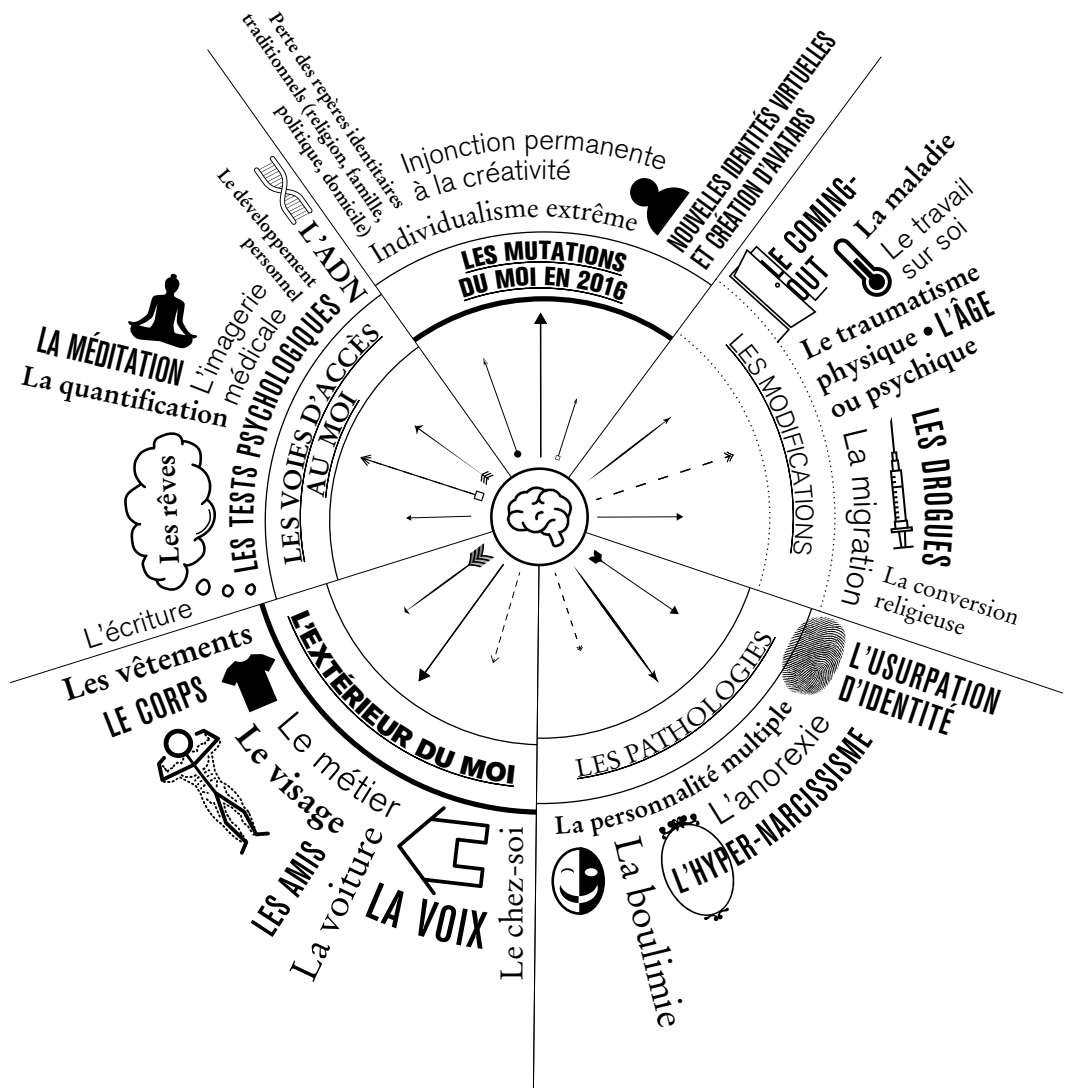 LES MUTATIONS
DU MOI EN 2016
Perte des repères identitaires
traditionnels (religion, famille,
politique, domicile)
Injonction permanente
à la créativité
Individualisme extrême
NOUVELLES IDENTITÉS VIRTUELLES
ET CRÉATION D'AVATARS
LES MODIFICATIONS
LE COMING-
OUT
La maladie
Le travail
sur soi
Le traumatisme
physique • L'ÂGE
ou psychique
LES DROGUES
La migration
La conversion
religieuse
LES PATHOLOGIES
L'USURPATION
D'IDENTITÉ
La personnalité multiple
L'anorexie
L'HYPER-NARCISSISME
La boulimie
L'EXTÉRIEUR DU MOI
Les vêtements
LE CORPS
Le métier
Le visage
LES AMIS
La voiture
LA VOIX
Le chez-soi
LES VOIES D'ACCÈS
AU MOI
L'ADN
Le développement
personnel
L'imagerie
médicale
LES TESTS PSYCHOLOGIQUES
LA MÉDITATION
La quantification
Les rêves
L'écriture